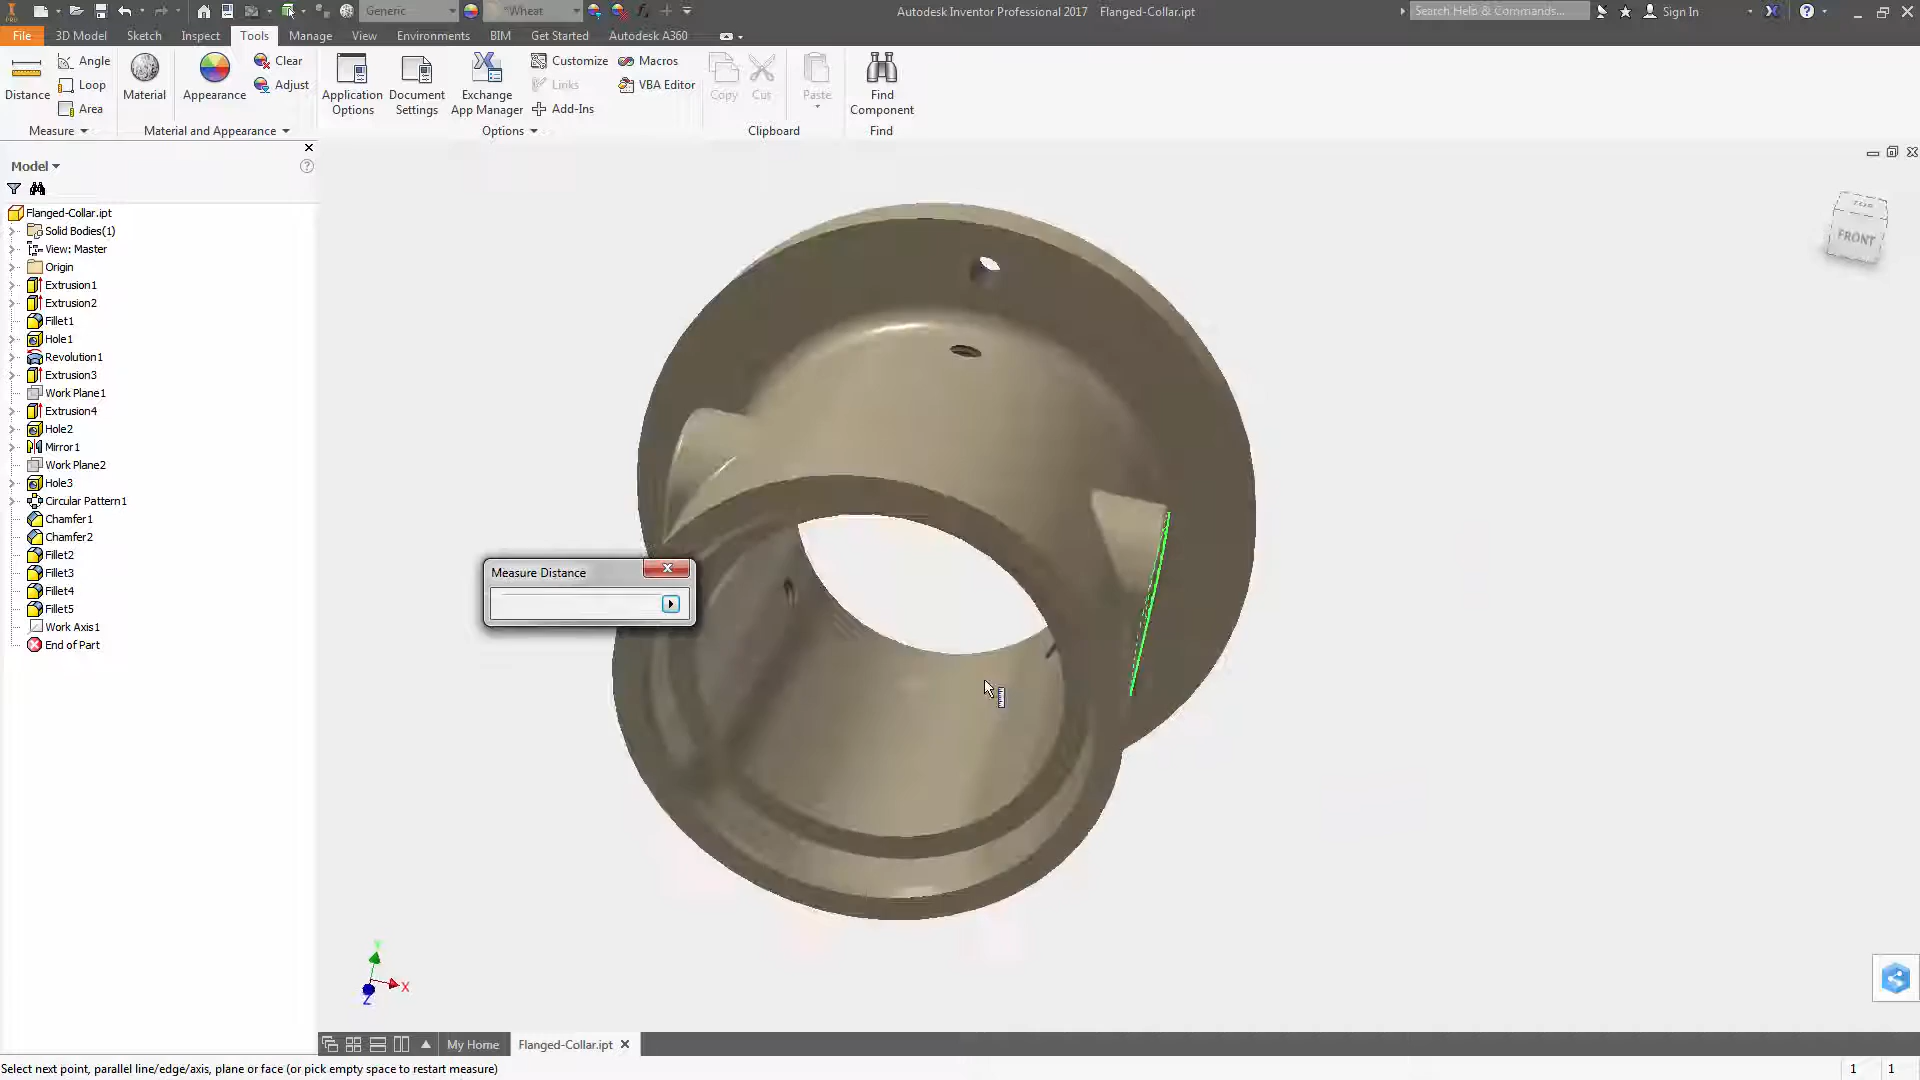 PRO
Generic
*Wheat
Autodesk Inventor Professional 2017 Flanged-Collar.ipt
Search Help & Commands...
Sign In
File 3D Model Sketch Inspect Tools Manage View Environments BIM Get Started Autodesk A360
Distance
Angle
Loop
Area
Material
Appearance
Clear
Adjust
Application Options
Document Settings
Exchange App Manager
Customize
Links
Add-Ins
Macros
VBA Editor
Copy
Cut
Paste
Find Component
Measure
Material and Appearance
Options
Clipboard
Find
Model
Flanged-Collar.ipt
Solid Bodies(1)
View: Master
Origin
Extrusion1
Extrusion2
Fillet1
Hole1
Revolution1
Extrusion3
Work Plane1
Extrusion4
Hole2
Mirror1
Work Plane2
Hole3
Circular Pattern1
Chamfer1
Chamfer2
Fillet2
Fillet3
Fillet4
Fillet5
Work Axis1
End of Part
TOP
FRONT
Measure Distance
Y
X
Z
My Home
Flanged-Collar.ipt
Select next point, parallel line/edge/axis, plane or face (or pick empty space to restart measure)
1 1